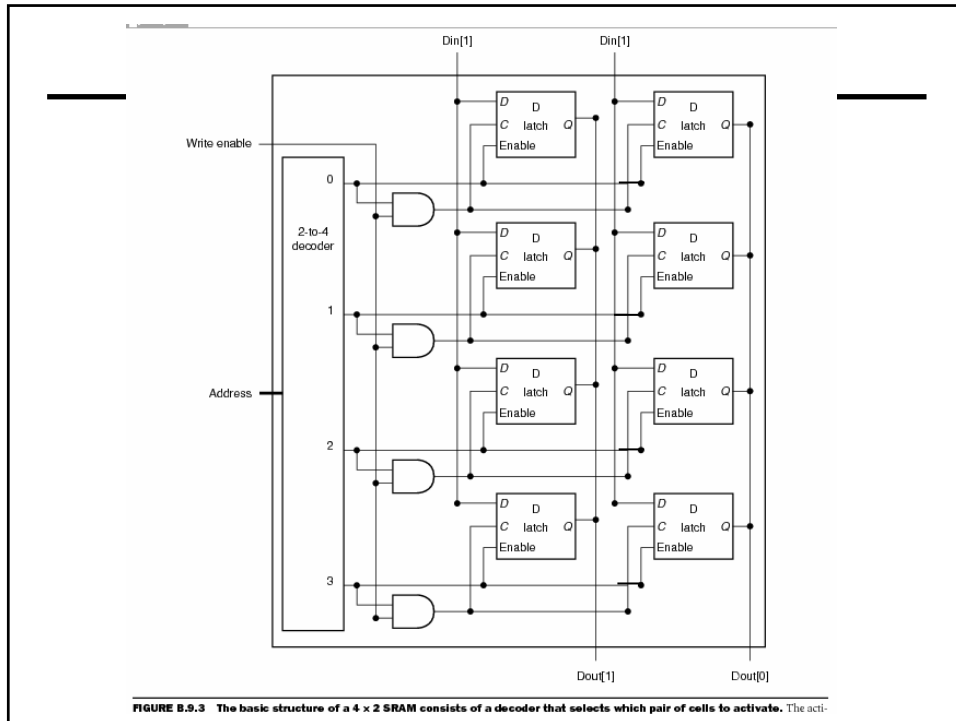 Din[1] Din[1]
D D latch C Q Enable
D D latch C Q Enable
Write enable
0
2-to-4
decoder
D D latch C Q Enable
D D latch C Q Enable
1
Address
D D latch C Q Enable
D D latch C Q Enable
2
D D latch C Q Enable
D D latch C Q Enable
3
Dout[1] Dout[0]
FIGURE B.9.3 The basic structure of a 4 × 2 SRAM consists of a decoder that selects which pair of cells to activate. The acti-